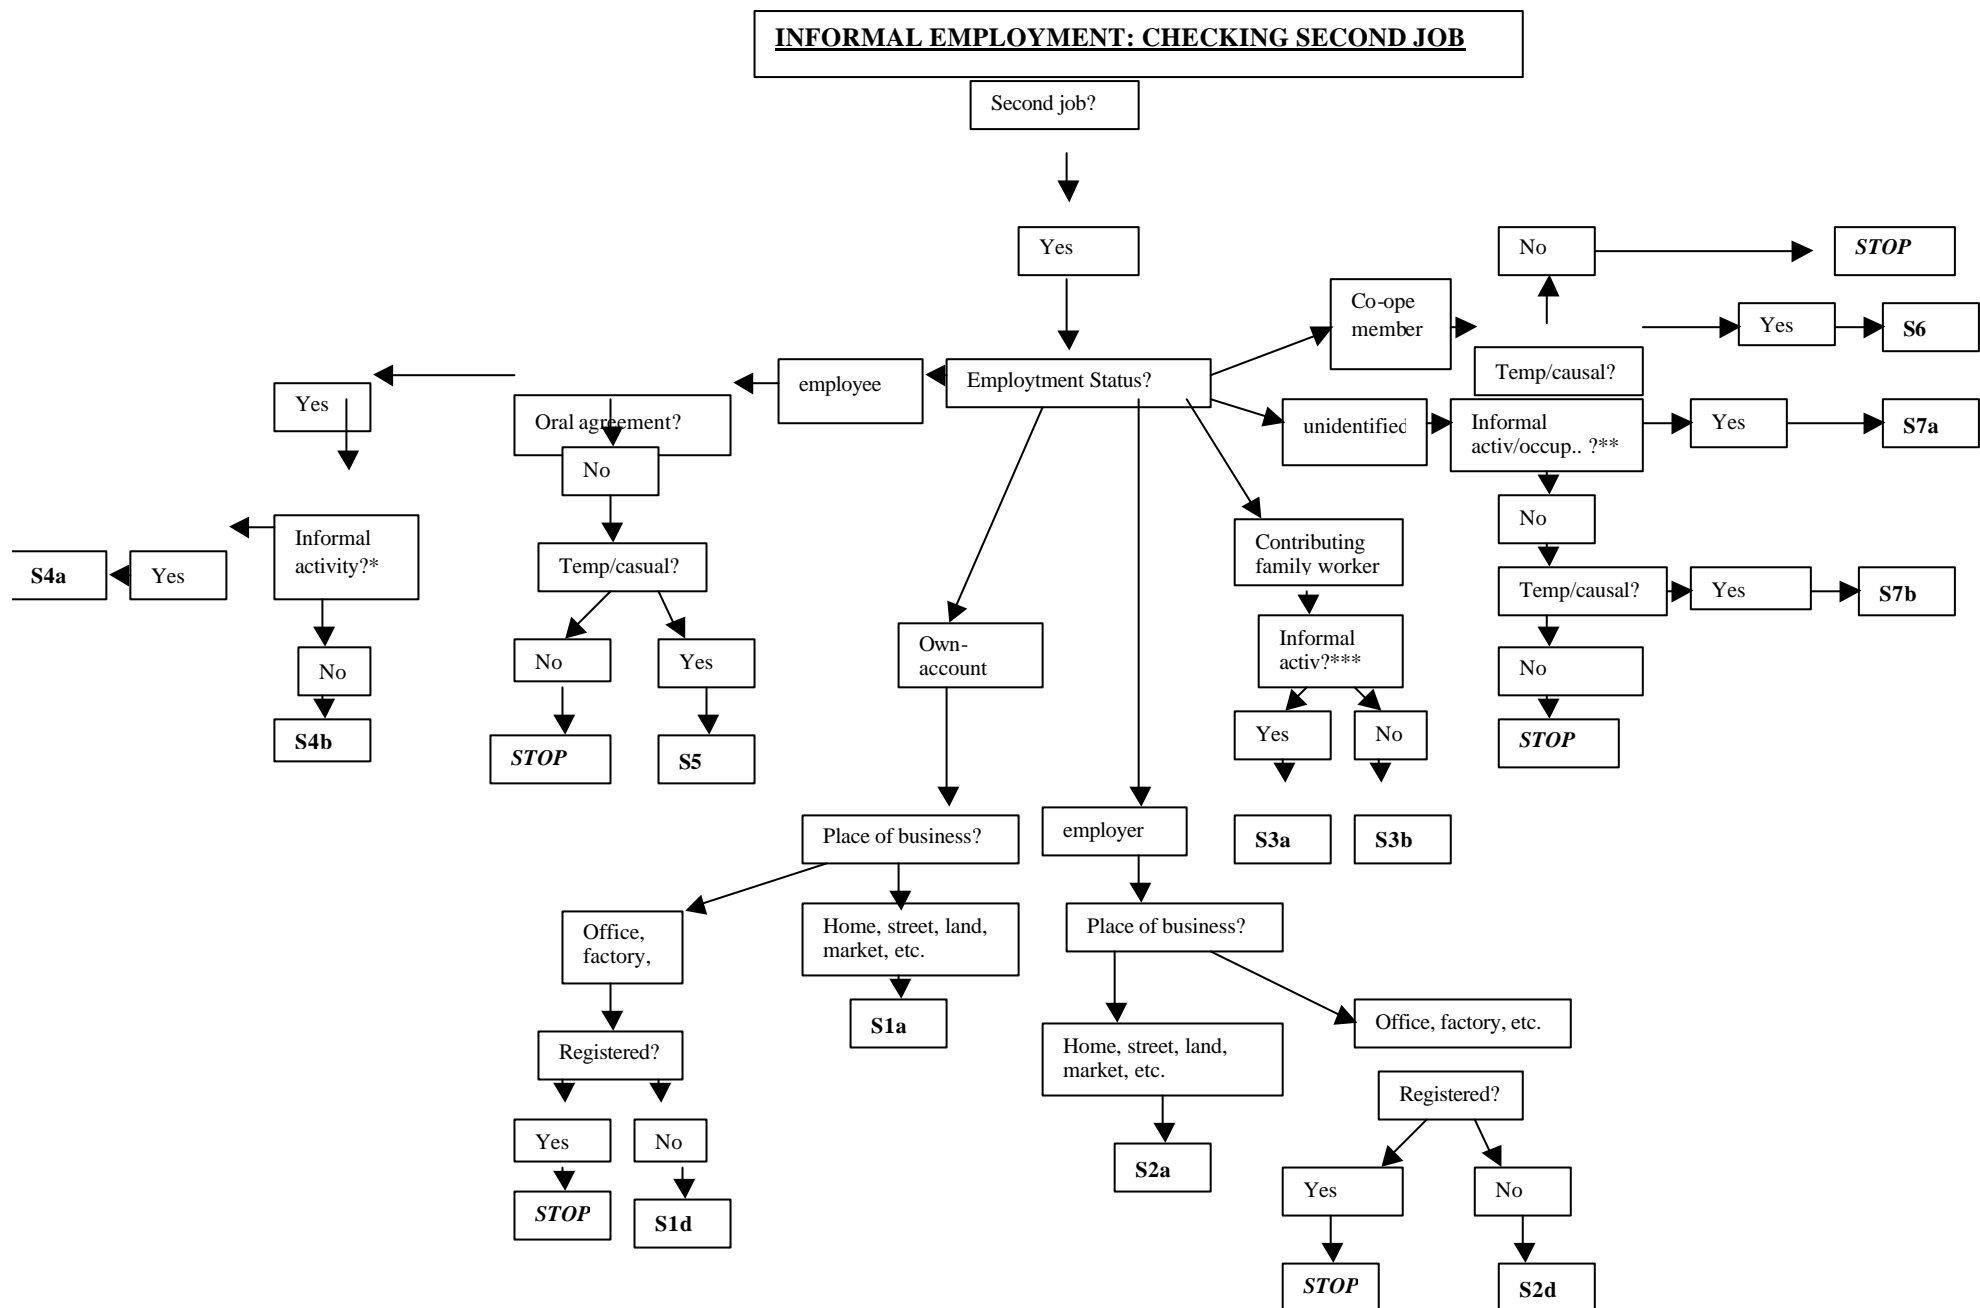 INFORMAL EMPLOYMENT: CHECKING SECOND JOB
Second job?
Yes
No
STOP
Co-ope
member
Yes
S6
Temp/causal?
Employtment Status?
employee
Oral agreement?
Yes
unidentified
Informal
activ/occup.. ?**
Yes
S7a
No
No
Informal
activity?*
Yes
S4a
Temp/casual?
Contributing
family worker
Temp/causal?
Yes
S7b
No
S4b
No
Yes
STOP
S5
Own-
account
Informal
activ?***
Yes
No
S3a
S3b
No
STOP
Place of business?
employer
Office,
factory,
Home, street, land,
market, etc.
Place of business?
S1a
Office, factory, etc.
Registered?
Home, street, land,
market, etc.
Registered?
Yes
No
S2a
STOP
S1d
Yes
No
STOP
S2d